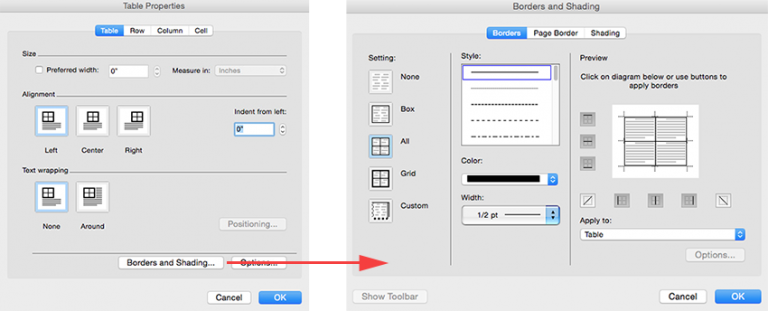 Table Properties
Table Row Column Cell
Size
Preferred width: 0" Measure in: Inches
Alignment
Indent from left:
0"
Left Center Right
Text wrapping
None Around
Positioning...
Borders and Shading... Options...
Cancel OK
Borders and Shading
Borders Page Border Shading
Setting:
None
Box
All
Grid
Custom
Style:
Color:
Width:
1/2 pt
Preview
Click on diagram below or use buttons to
apply borders
Apply to:
Table
Options...
Show Toolbar
Cancel OK